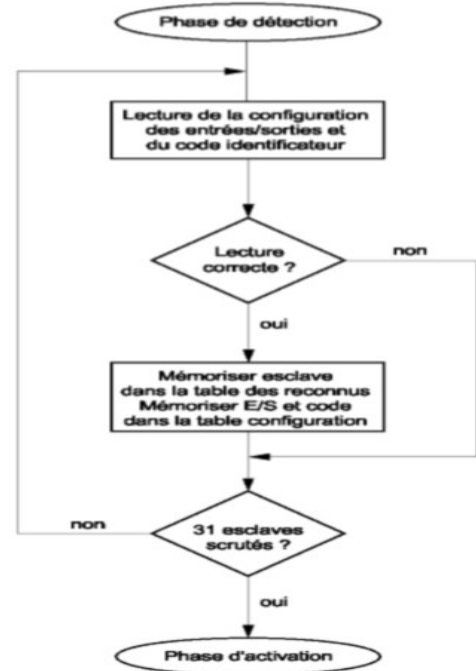 Phase de détection
Lecture de la configuration
des entrées/sorties et
du code identificateur
Lecture
correcte ?
non
oui
Mémoriser esclave
dans la table des reconnus
Mémoriser E/S et code
dans la table configuration
non
31 esclaves
scrutés ?
oui
Phase d'activation